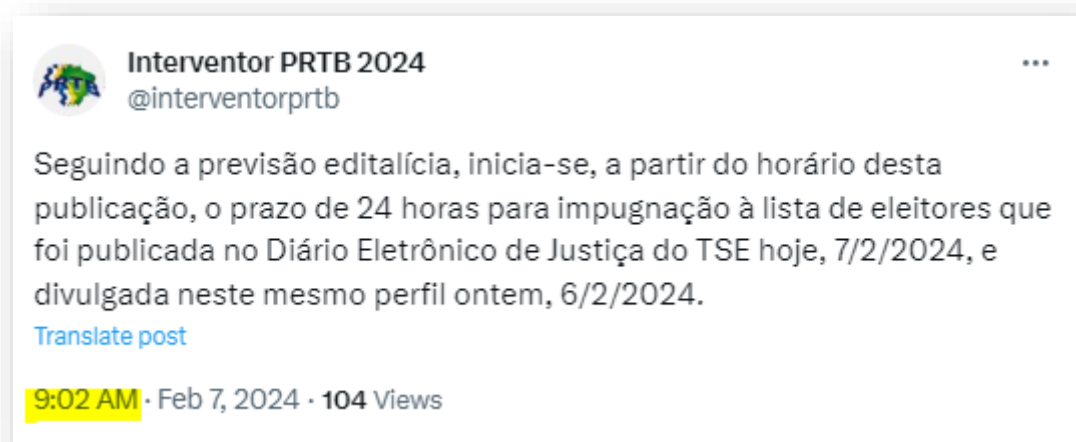 Interventor PRTB 2024
@interventorprtb
PRTB
Seguindo a previsão editalícia, inicia-se, a partir do horário desta
publicação, o prazo de 24 horas para impugnação à lista de eleitores que
foi publicada no Diário Eletrônico de Justiça do TSE hoje, 7/2/2024, e
divulgada neste mesmo perfil ontem, 6/2/2024.
Translate post
9:02 AM · Feb 7, 2024 · 104 Views